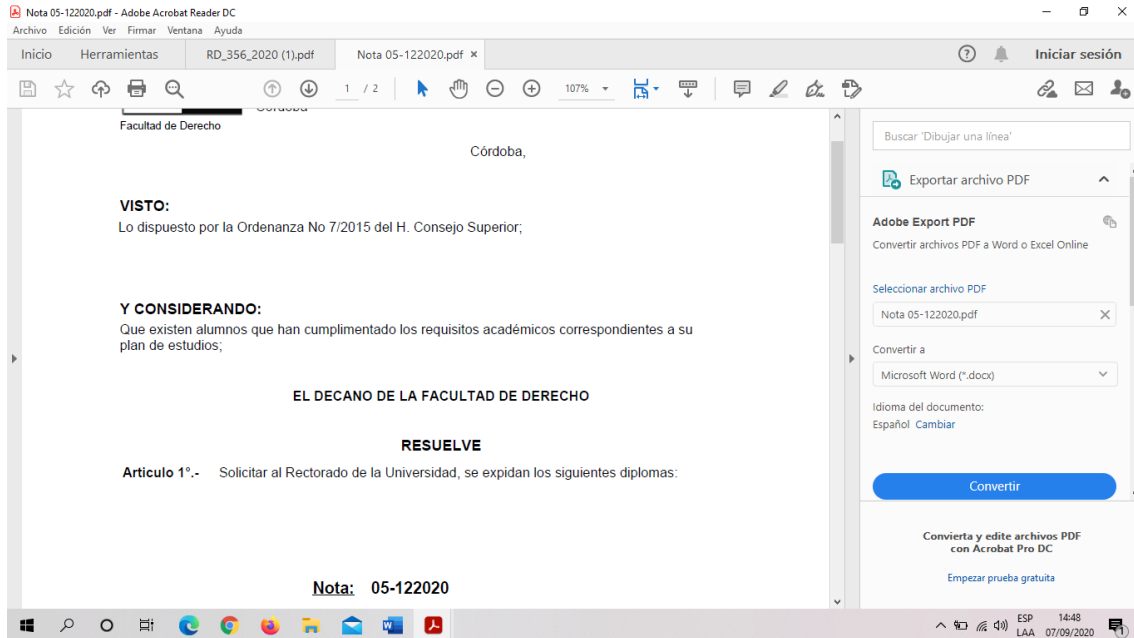 Nota 05-122020.pdf - Adobe Acrobat Reader DC
Archivo Edición Ver Firmar Ventana Ayuda
Inicio Herramientas RD_356_2020 (1).pdf Nota 05-122020.pdf × Iniciar sesión
1 / 2 107%
Facultad de Derecho
Córdoba,
VISTO:
Lo dispuesto por la Ordenanza No 7/2015 del H. Consejo Superior;
Y CONSIDERANDO:
Que existen alumnos que han cumplimentado los requisitos académicos correspondientes a su
plan de estudios;
EL DECANO DE LA FACULTAD DE DERECHO
RESUELVE
Articulo 1°.- Solicitar al Rectorado de la Universidad, se expidan los siguientes diplomas:
Nota: 05-122020
Buscar 'Dibujar una línea'
Exportar archivo PDF
Adobe Export PDF
Convertir archivos PDF a Word o Excel Online
Seleccionar archivo PDF
Nota 05-122020.pdf
Convertir a
Microsoft Word (*.docx)
Idioma del documento:
Español Cambiar
Convertir
Convierta y edite archivos PDF
con Acrobat Pro DC
Empezar prueba gratuita
ESP 14:48
LAA 07/09/2020 1